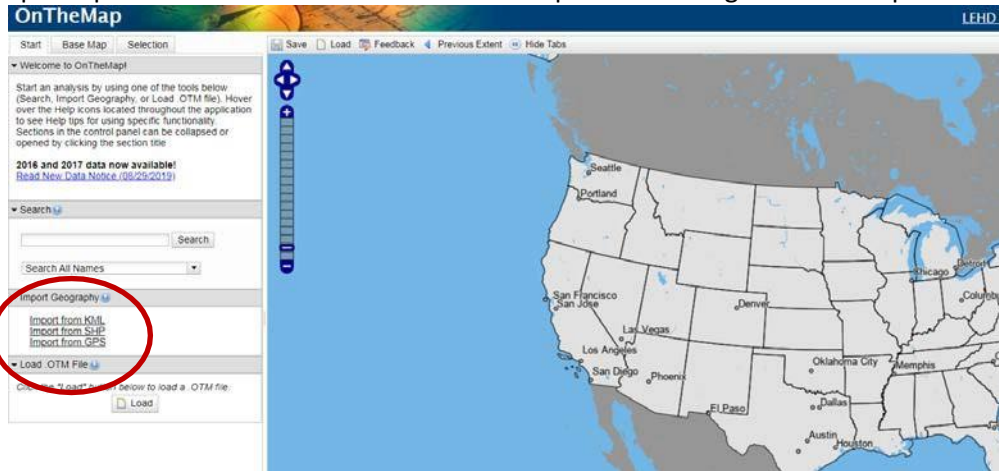 OnTheMap
LEHD
Start Base Map Selection
Save Load Feedback Previous Extent Hide Tabs
Welcome to OnTheMap!
Start an analysis by using one of the tools below
(Search, Import Geography, or Load .OTM file). Hover
over the Help icons located throughout the application
to see Help tips for using specific functionality.
Sections in the control panel can be collapsed or
opened by clicking the section title
2016 and 2017 data now available!
Read New Data Notice (08/29/2019)
Search
Search
Search All Names
Import Geography
Import from KML
Import from SHP
Import from GPS
Load .OTM File
Click the "Load" button below to load a .OTM file.
Load
Seattle
Portland
San Francisco
San Jose
Las Vegas
Los Angeles
San Diego
Phoenix
Denver
El Paso
Oklahoma City
Dallas
Austin
Houston
Memphis
Chicago
Detroit
Columb